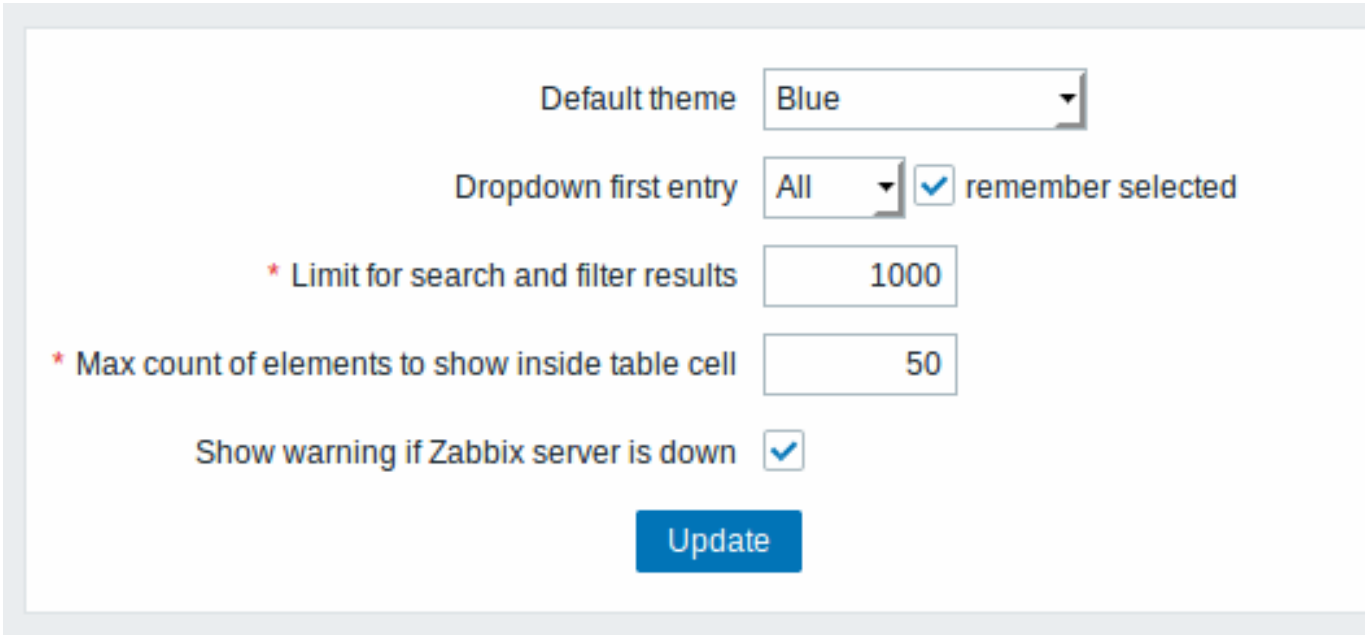 Default theme Blue
Dropdown first entry All remember selected
* Limit for search and filter results 1000
* Max count of elements to show inside table cell 50
Show warning if Zabbix server is down
Update